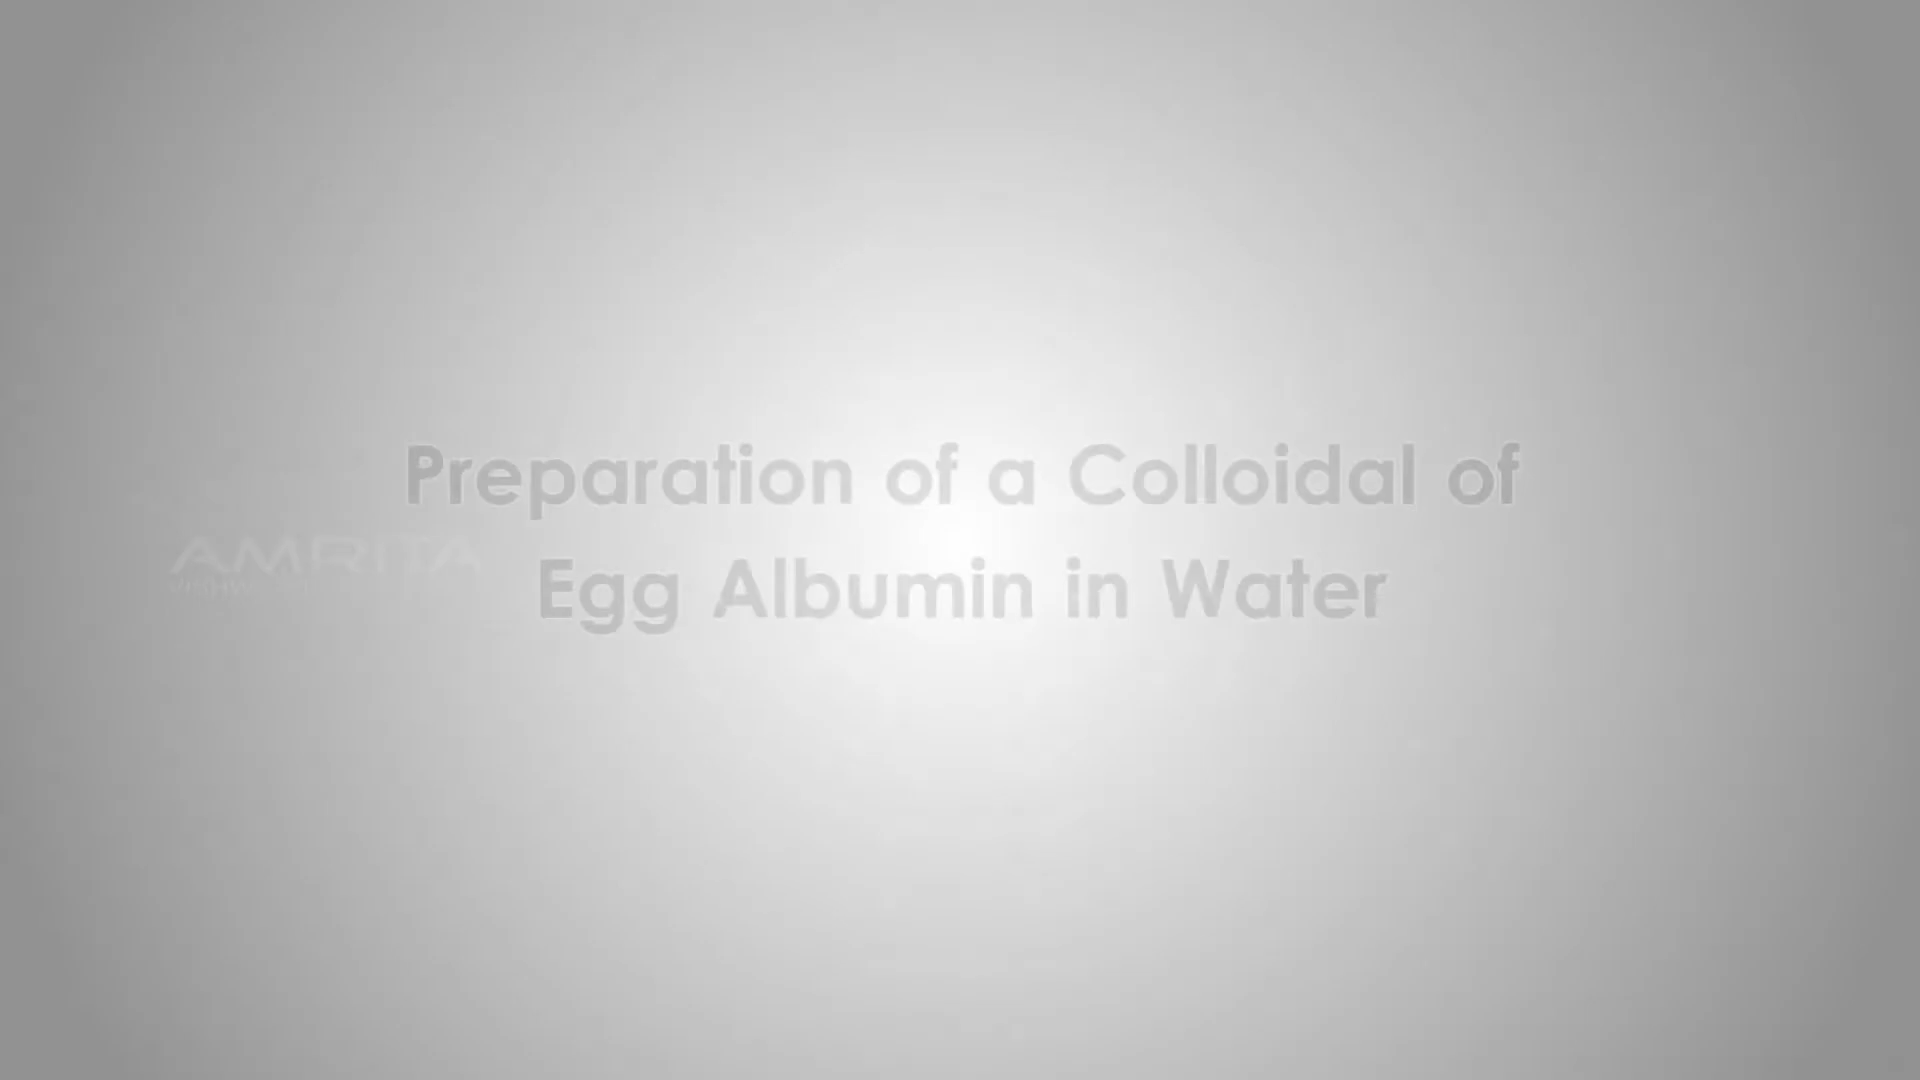 Preparation of a Colloidal of
AMRITA
Egg Albumin in Water